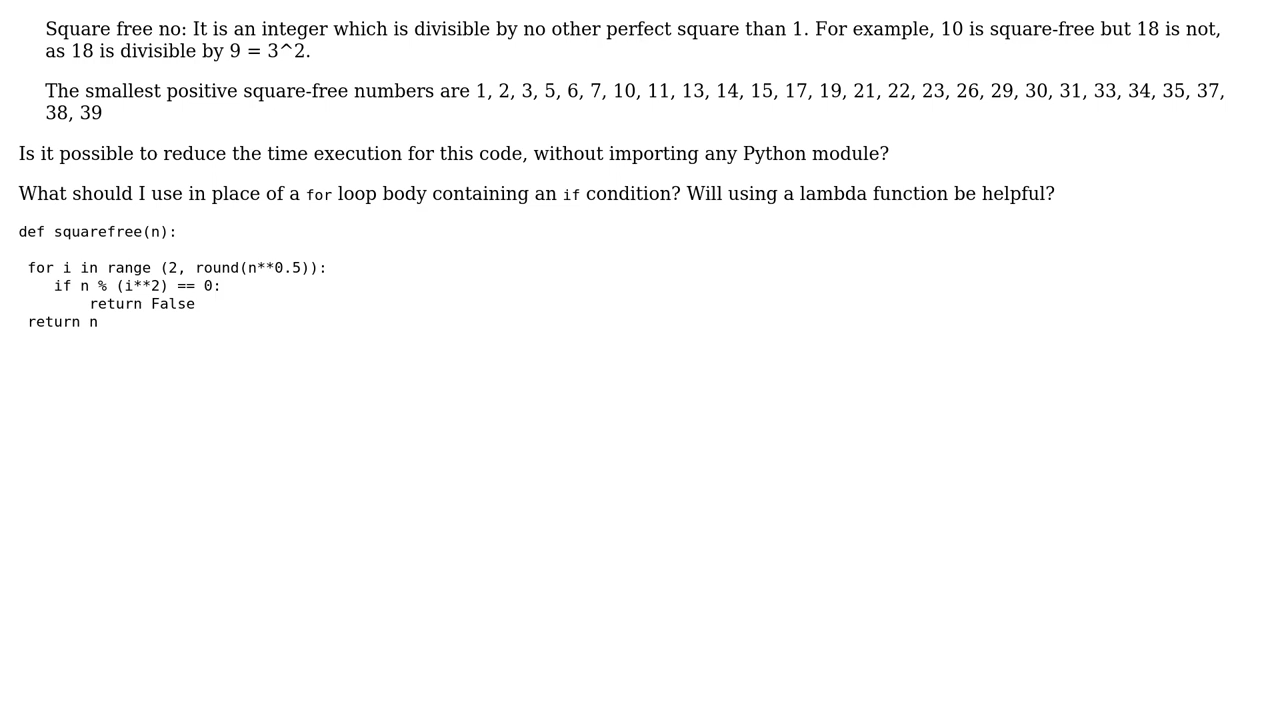 Square free no: It is an integer which is divisible by no other perfect square than 1. For example, 10 is square-free but 18 is not,
as 18 is divisible by 9 = 3^2.
The smallest positive square-free numbers are 1, 2, 3, 5, 6, 7, 10, 11, 13, 14, 15, 17, 19, 21, 22, 23, 26, 29, 30, 31, 33, 34, 35, 37,
38, 39
Is it possible to reduce the time execution for this code, without importing any Python module?
What should I use in place of a for loop body containing an if condition? Will using a lambda function be helpful?
def squarefree(n):
 for i in range (2, round(n**0.5)):
    if n % (i**2) == 0:
        return False
 return n